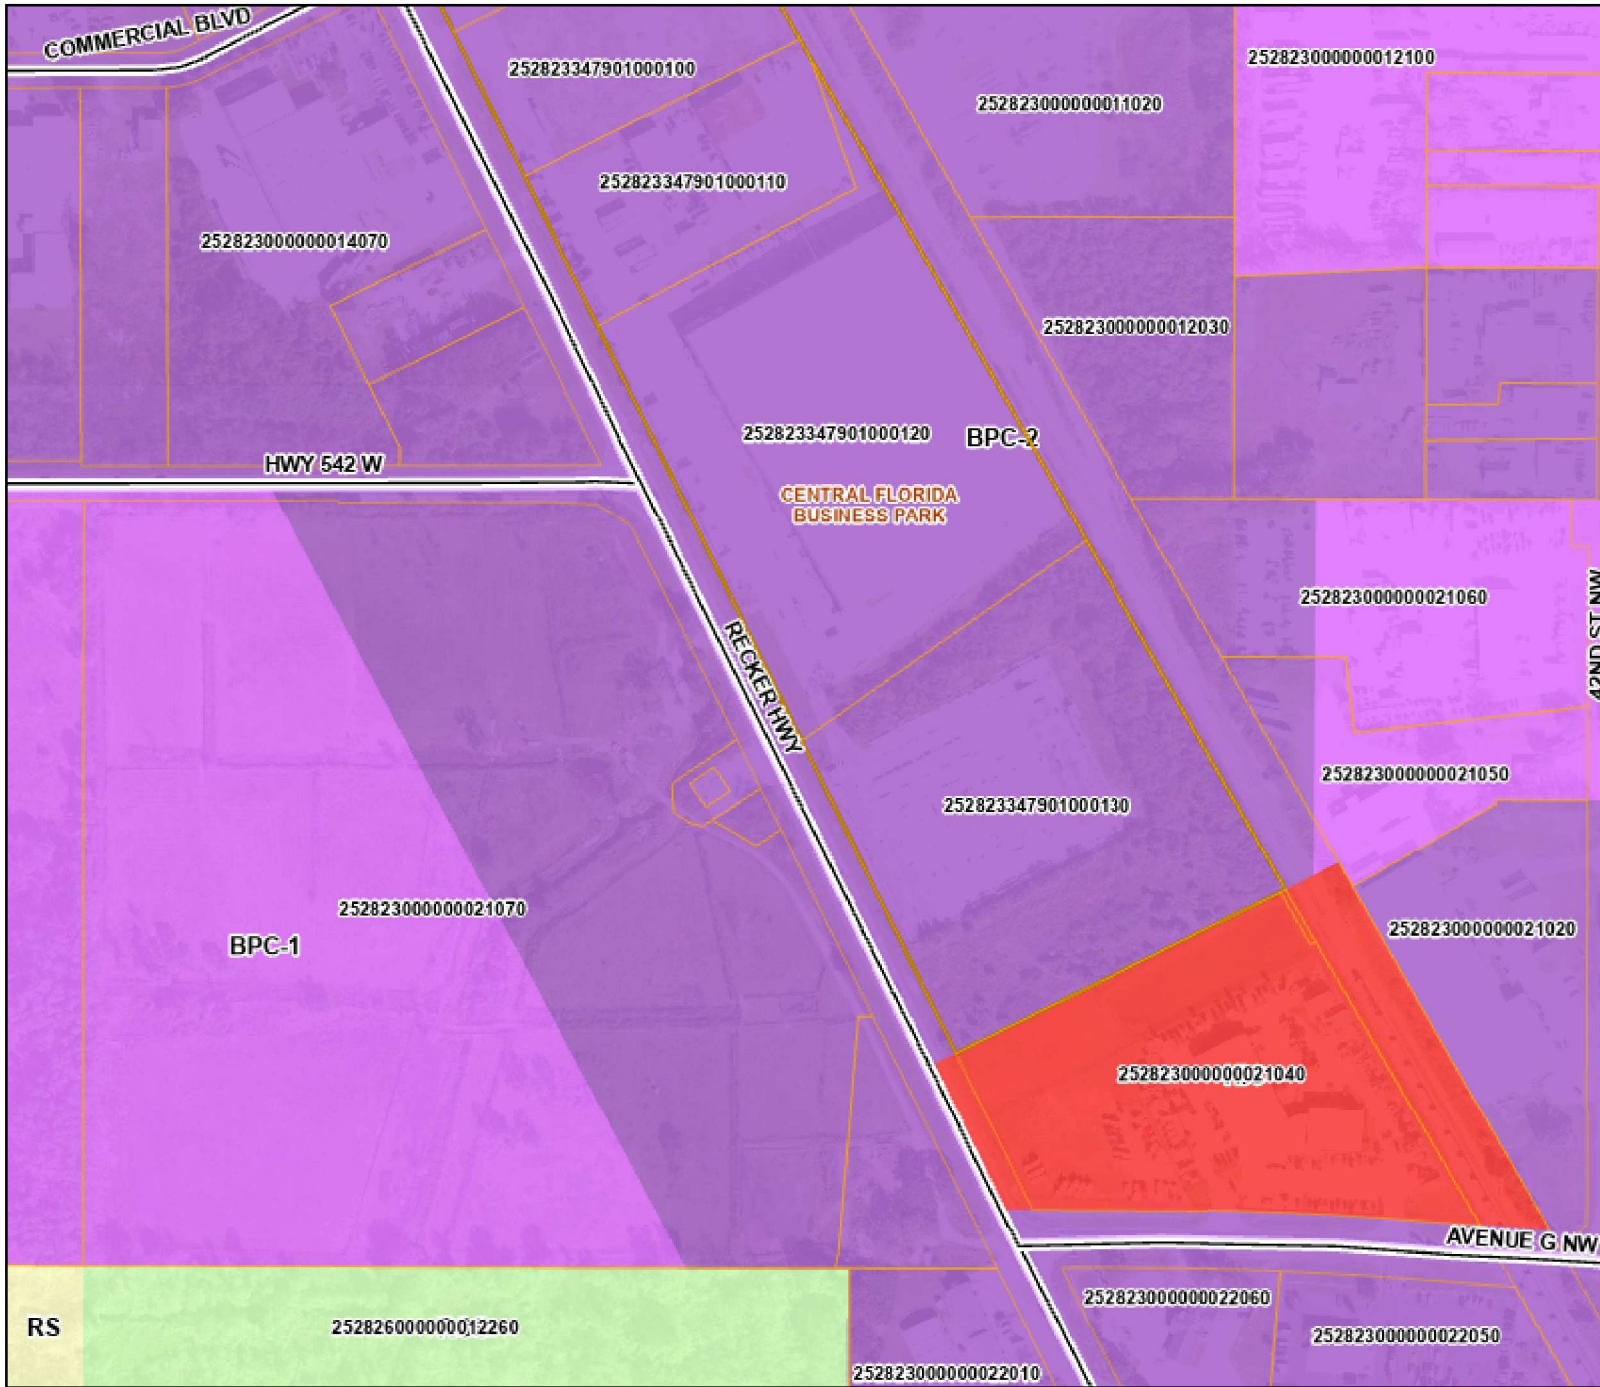 COMMERCIAL BLVD
252823347901000100
252823000000012100
252823000000011020
252823347901000110
252823000000014070
252823000000012030
252823347901000120
BPC-2
HWY 542 W
CENTRAL FLORIDA
BUSINESS PARK
252823000000021060
42ND ST NW
RECKER HWY
252823000000021050
252823347901000130
252823000000021070
BPC-1
252823000000021020
252823000000021040
AVENUE G NW
252823000000022060
RS
252826000000012260
252823000000022050
252823000000022010